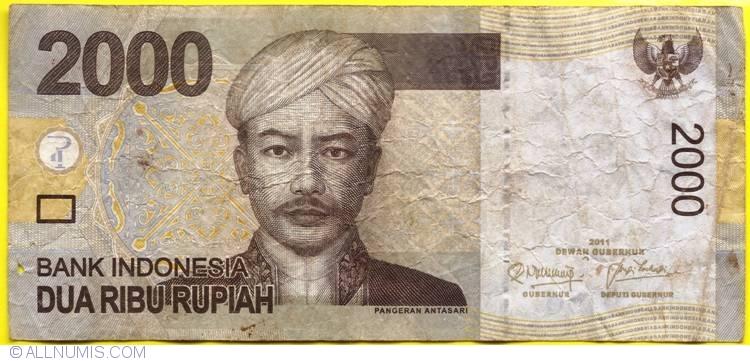 2000
BANK INDONESIA
DUA RIBU RUPIAH
PANGERAN ANTASARI
2000
2011
DEWAN GUBERNUR
GUBERNUR
DEPUTI GUBERNUR
© ALLNUMIS.COM